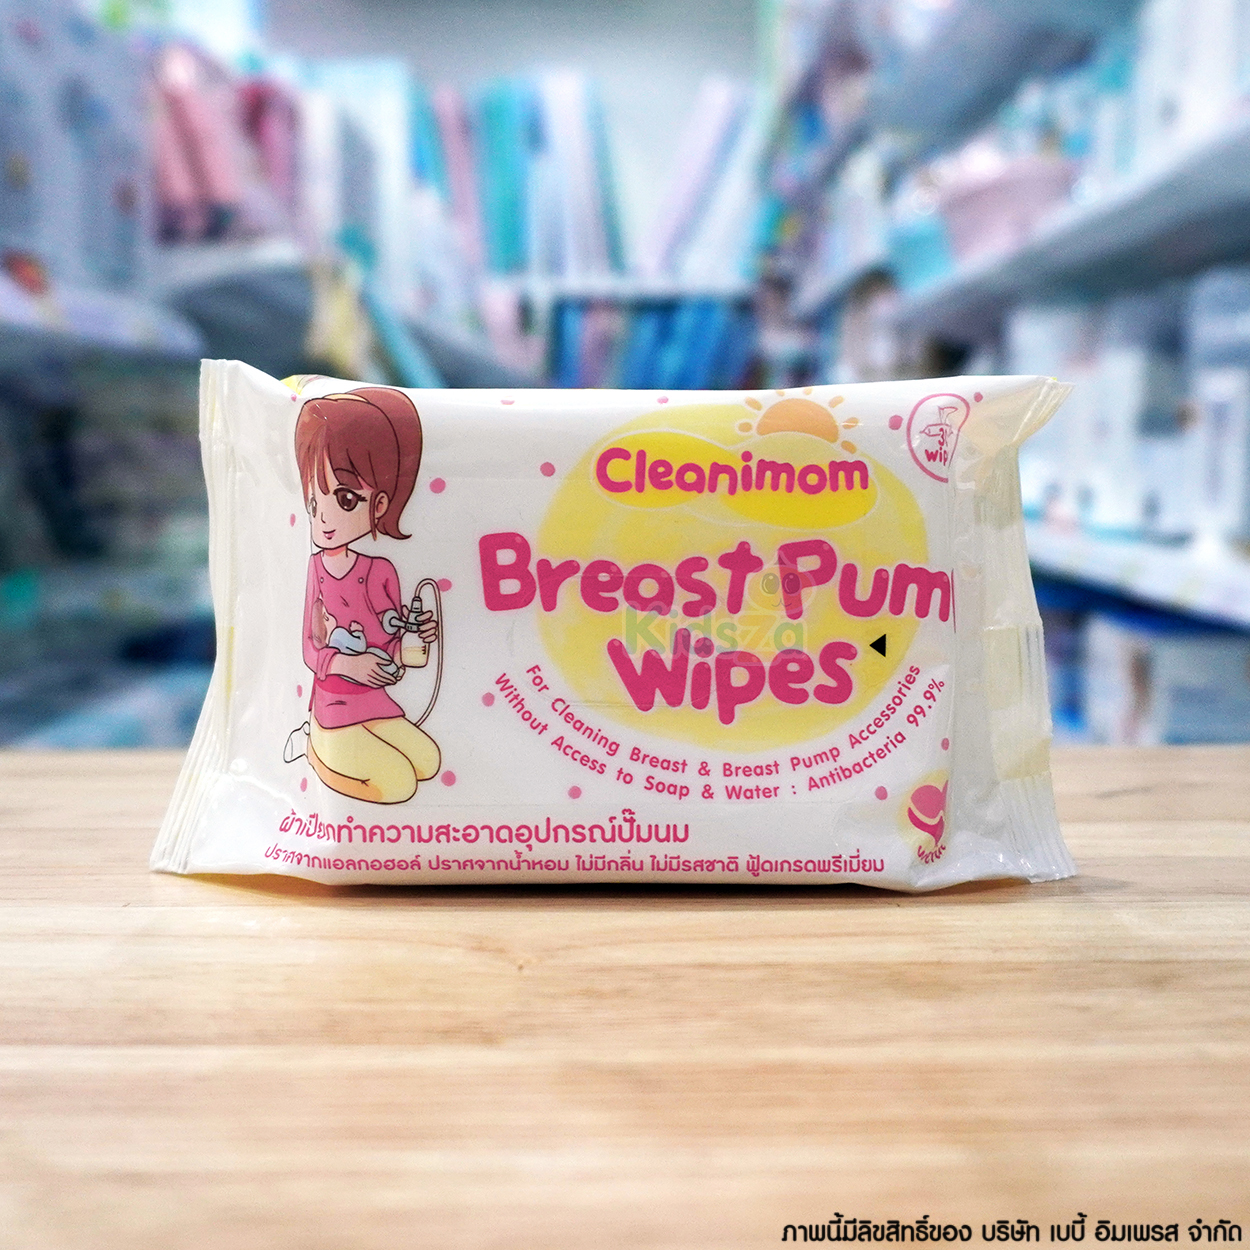 Cleanimom
Breast Pum
Wipes
For Cleaning Breast & Breast Pump Accessories
Without Access to Soap & Water : Antibacteria 99.9%
ผ้าเปียกทำความสะอาดอุปกรณ์ปั๊มนม
ปราศจากแอลกอฮอล์ ปราศจากน้ำหอม ไม่มีกลิ่น ไม่มีรสชาติ ฟู้ดเกรดพรีเมี่ยม
Kidszza
ภาพนี้มีลิขสิทธิ์ของ บริษัท เบบี้ อิมเพรส จำกัด